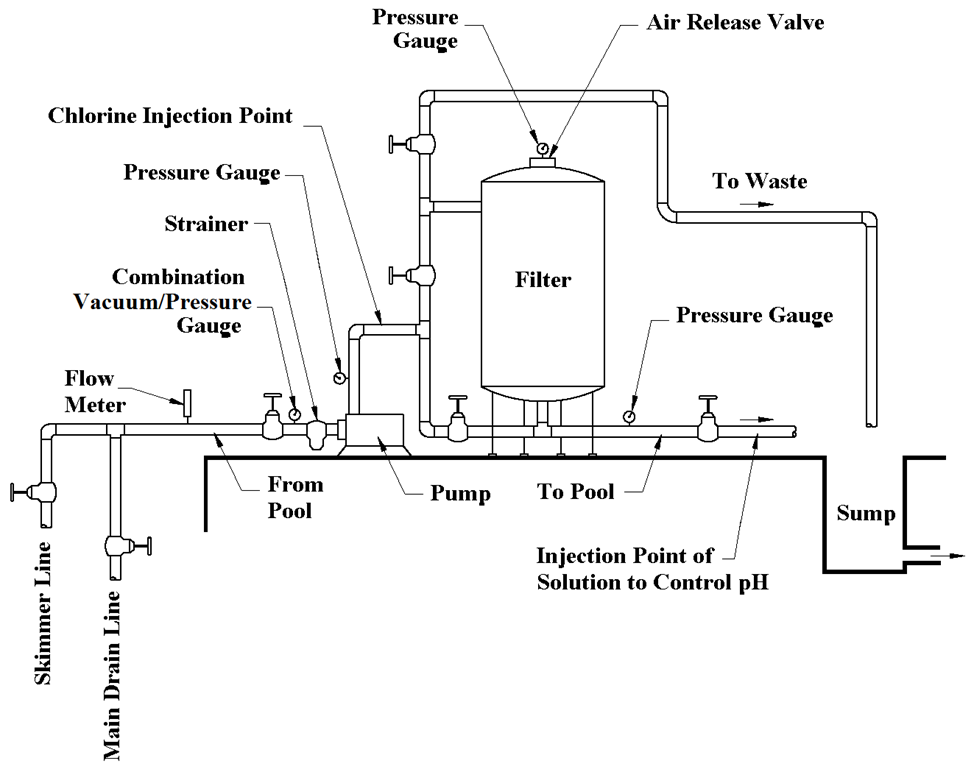 Pressure
Gauge
Air Release Valve
Chlorine Injection Point
Pressure Gauge
To Waste
Strainer
Combination
Vacuum/Pressure
Gauge
Filter
Pressure Gauge
Flow
Meter
From
Pool
Pump
To Pool
Sump
Injection Point of
Solution to Control pH
Skimmer Line
Main Drain Line